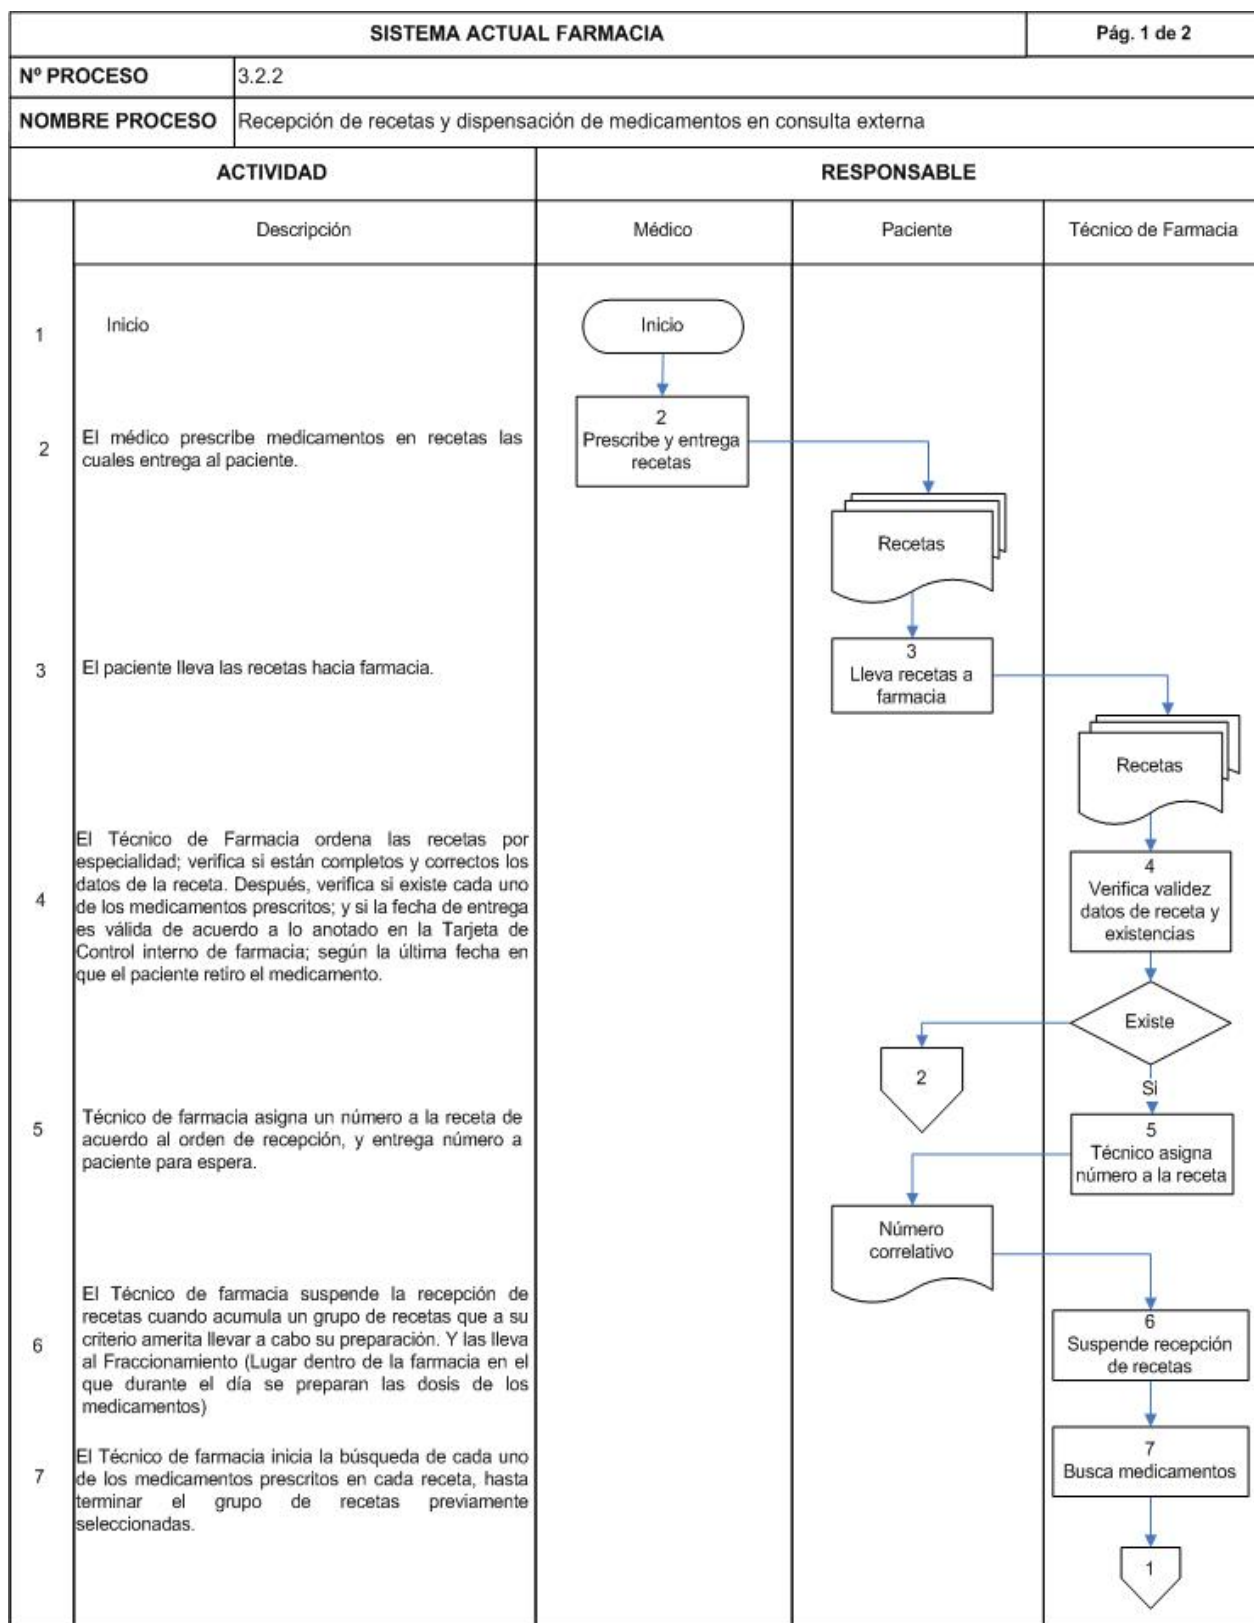 SISTEMA ACTUAL FARMACIA
Pág. 1 de 2
Nº PROCESO
3.2.2
NOMBRE PROCESO
Recepción de recetas y dispensación de medicamentos en consulta externa
ACTIVIDAD
RESPONSABLE
Descripción
Médico
Paciente
Técnico de Farmacia
1
Inicio
Inicio
2
El médico prescribe medicamentos en recetas las
cuales entrega al paciente.
2
Prescribe y entrega
recetas
Recetas
3
El paciente lleva las recetas hacia farmacia.
3
Lleva recetas a
farmacia
Recetas
4
El Técnico de Farmacia ordena las recetas por
especialidad; verifica si están completos y correctos los
datos de la receta. Después, verifica si existe cada uno
de los medicamentos prescritos; y si la fecha de entrega
es válida de acuerdo a lo anotado en la Tarjeta de
Control interno de farmacia; según la última fecha en
que el paciente retiro el medicamento.
4
Verifica validez
datos de receta y
existencias
Existe
2
Si
5
Técnico de farmacia asigna un número a la receta de
acuerdo al orden de recepción, y entrega número a
paciente para espera.
5
Técnico asigna
número a la receta
Número
correlativo
6
El Técnico de farmacia suspende la recepción de
recetas cuando acumula un grupo de recetas que a su
criterio amerita llevar a cabo su preparación. Y las lleva
al Fraccionamiento (Lugar dentro de la farmacia en el
que durante el día se preparan las dosis de los
medicamentos)
6
Suspende recepción
de recetas
7
El Técnico de farmacia inicia la búsqueda de cada uno
de los medicamentos prescritos en cada receta, hasta
terminar el grupo de recetas previamente
seleccionadas.
7
Busca medicamentos
1